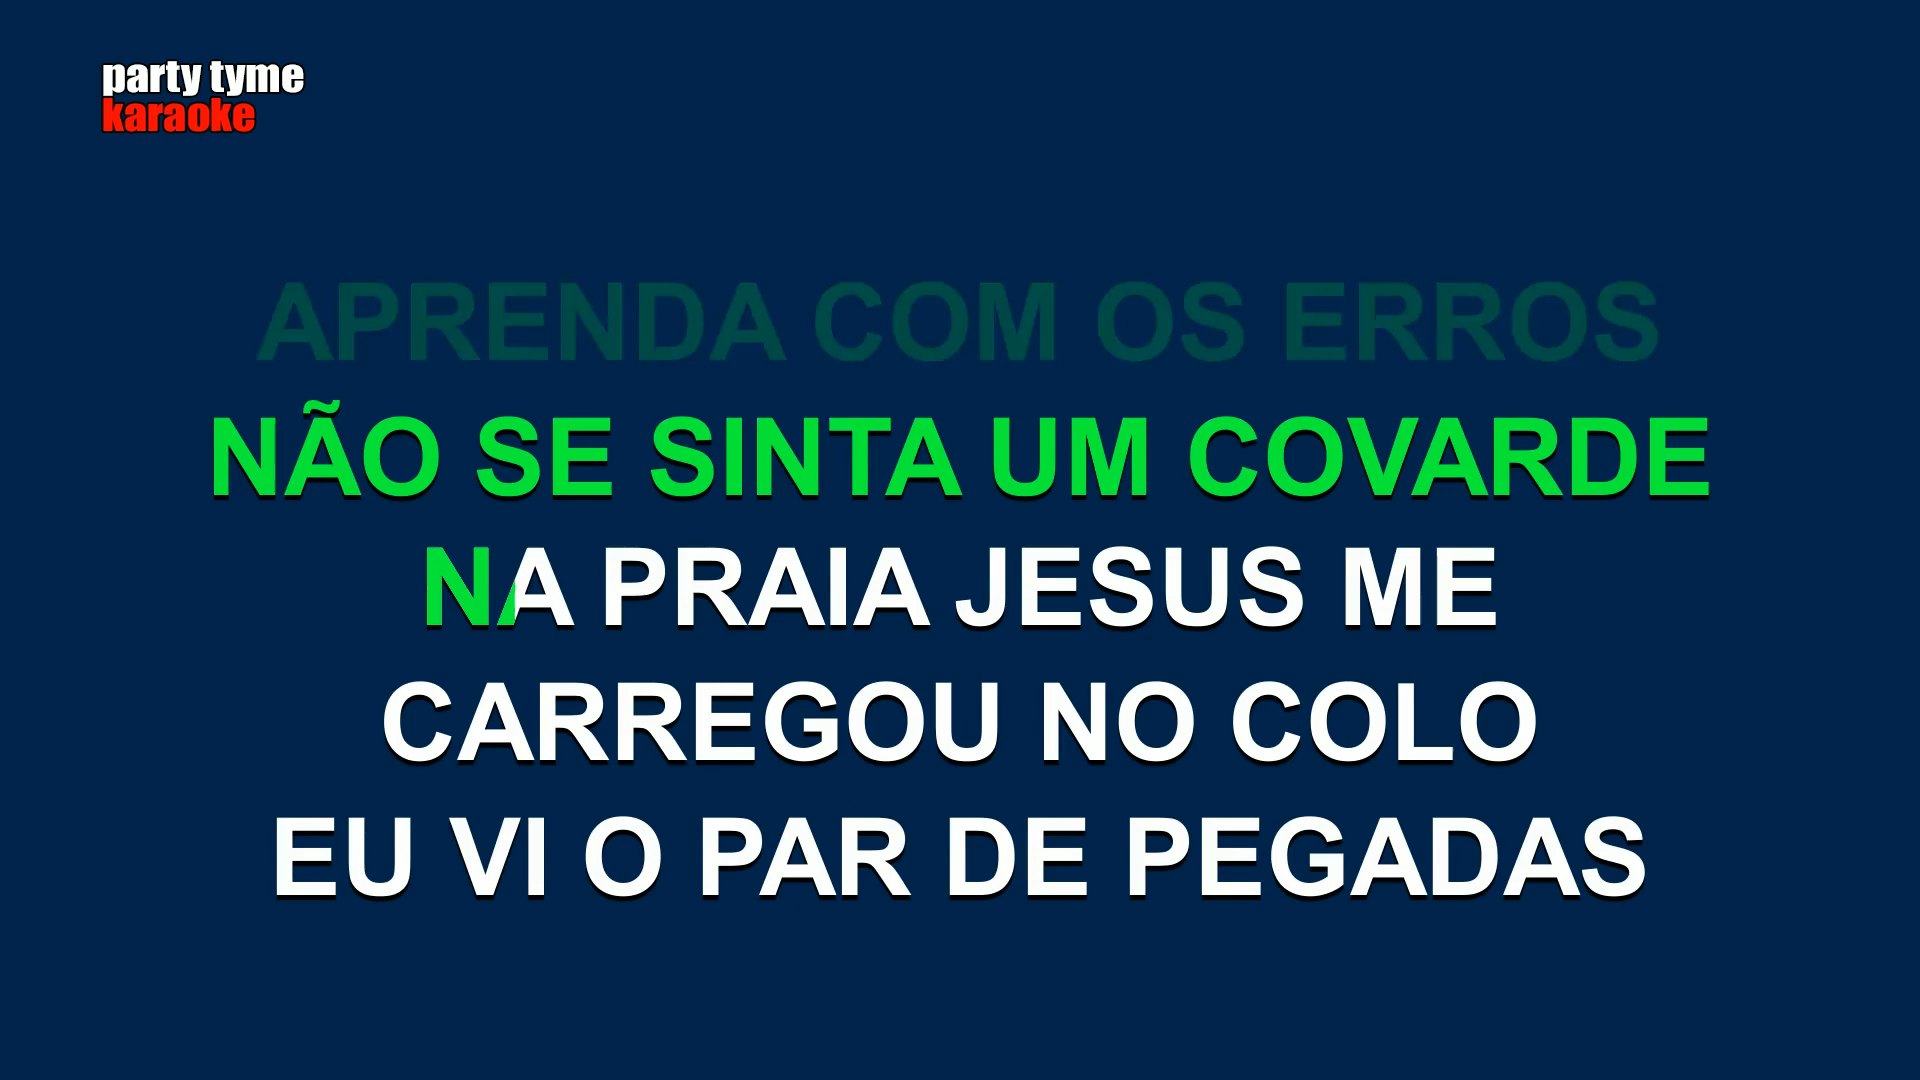 party tyme
karaoke
APRENDA COM OS ERROS
NÃO SE SINTA UM COVARDE
NA PRAIA JESUS ME
CARREGOU NO COLO
EU VI O PAR DE PEGADAS